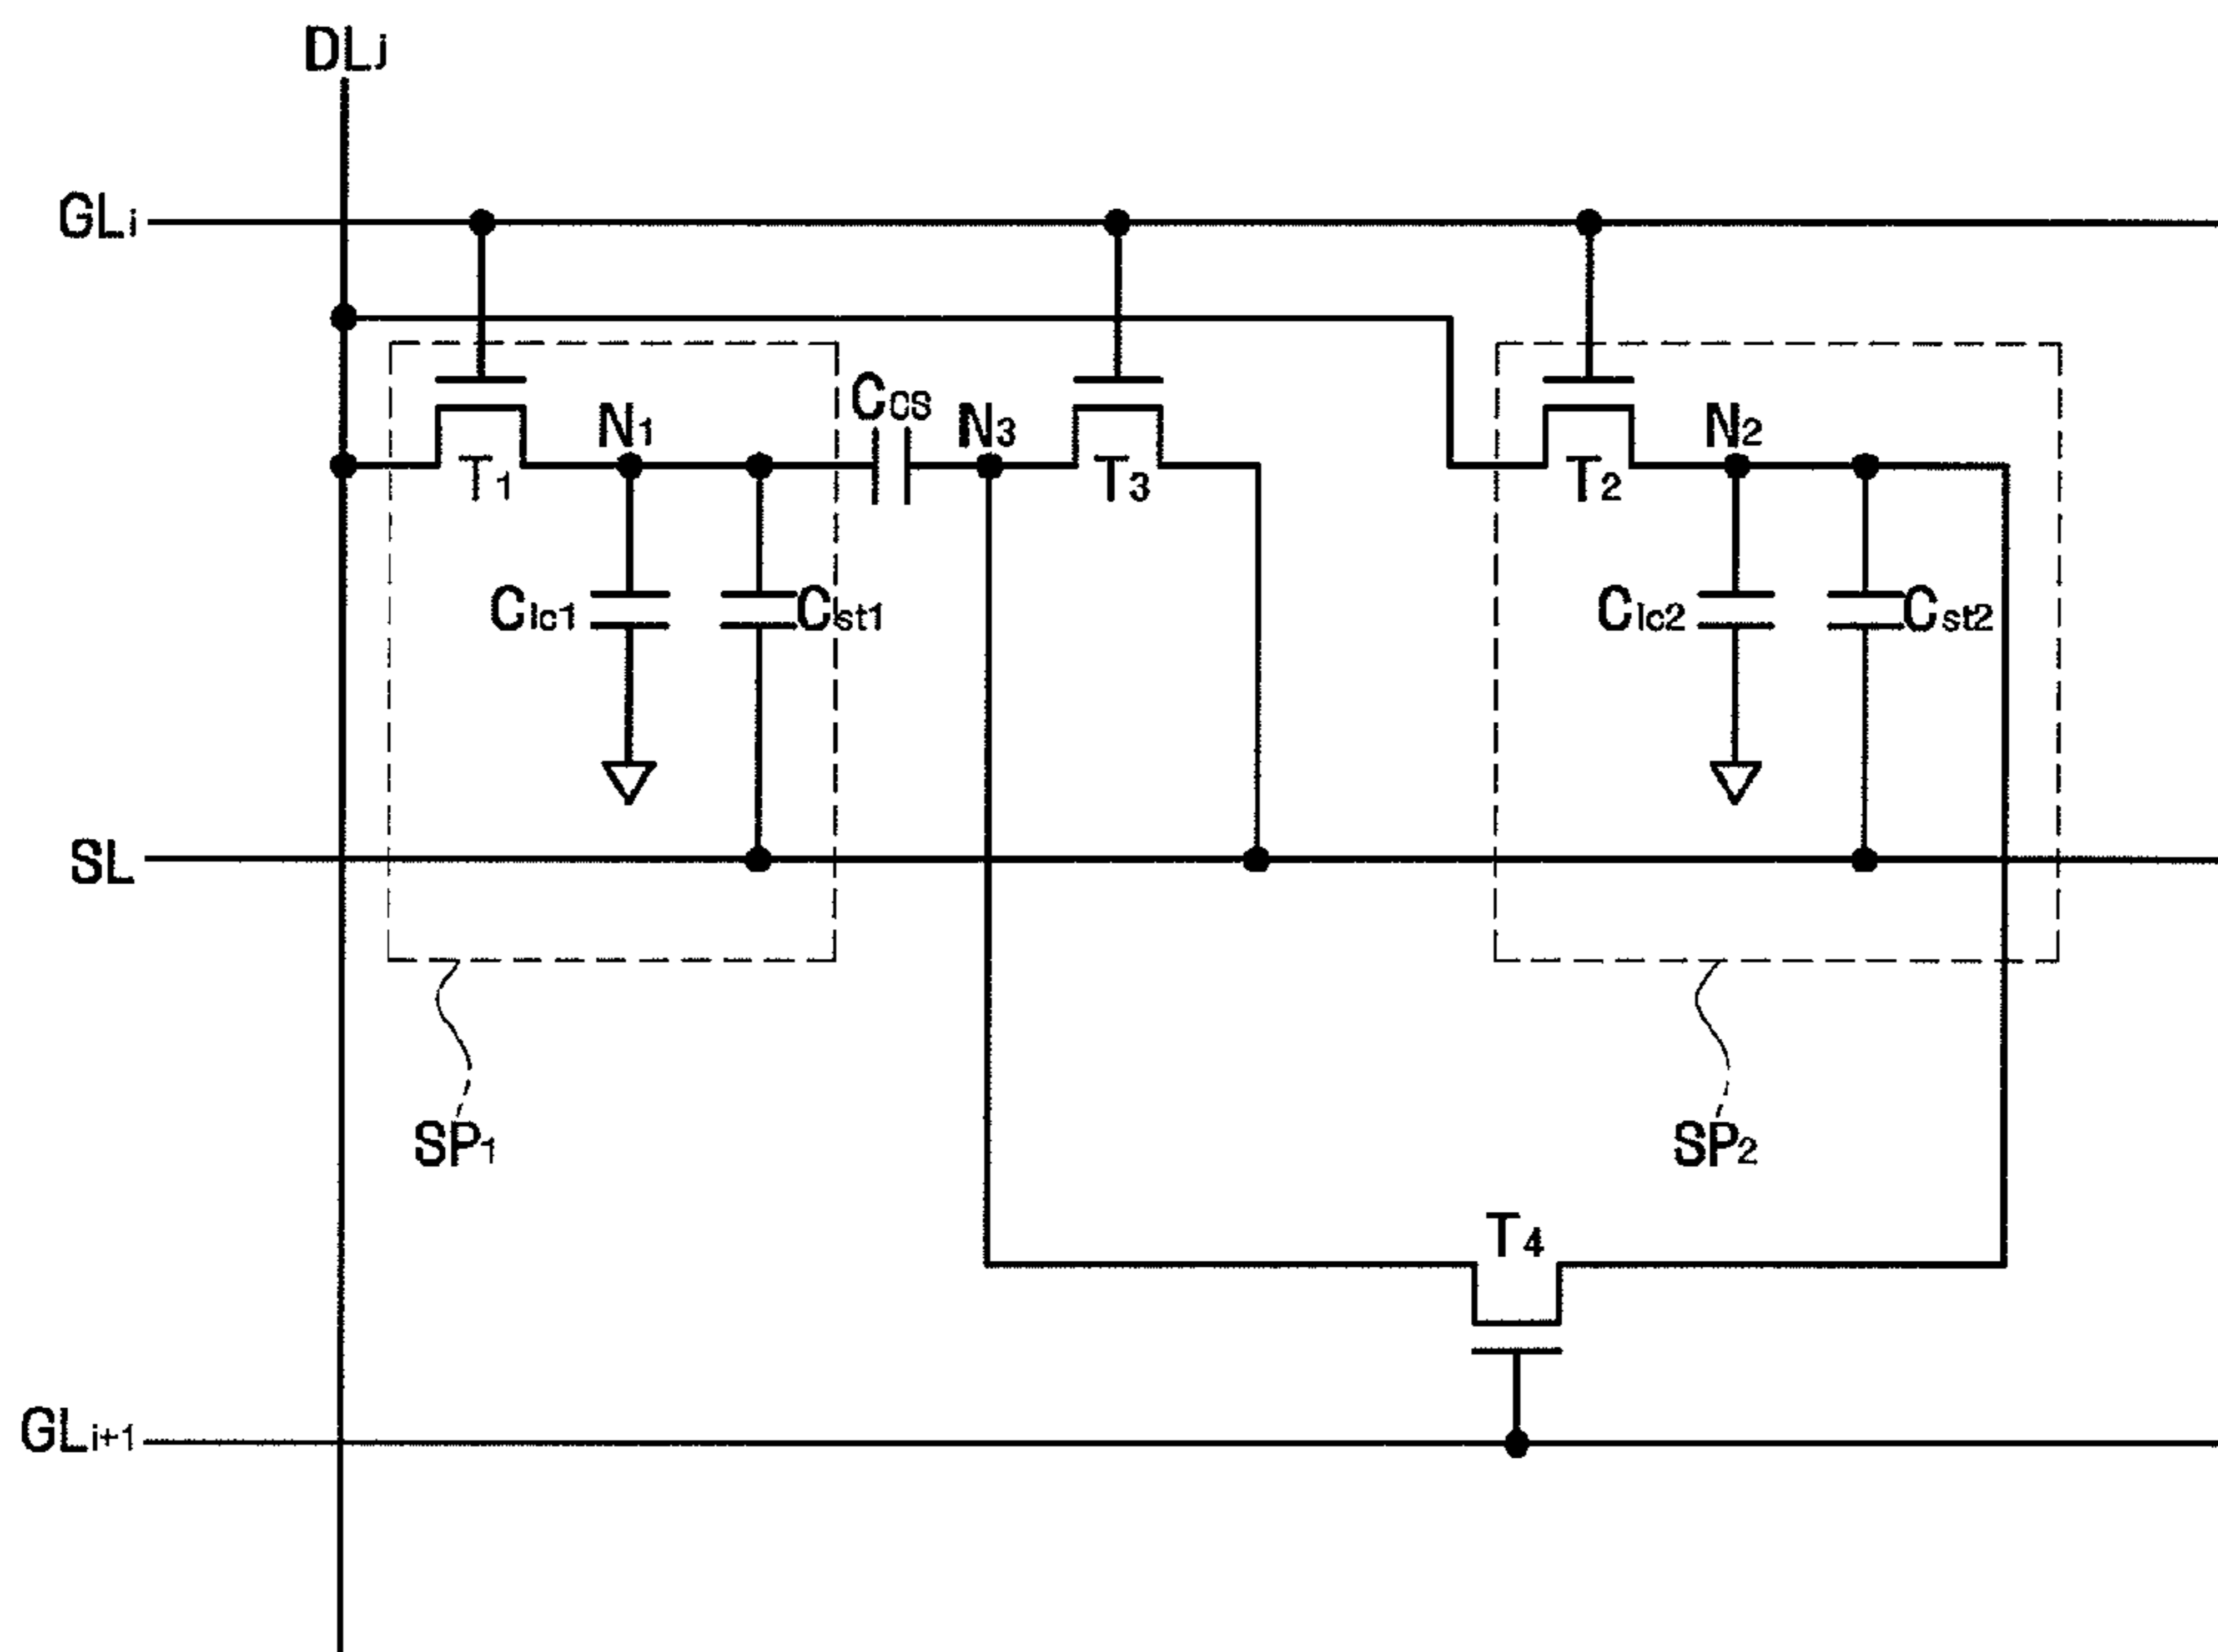 DLj
GLi
CCS
N1
N3
N2
T1
T3
T2
Clc1
Cst1
Clc2
Cst2
SL
SP1
SP2
T4
GLi+1